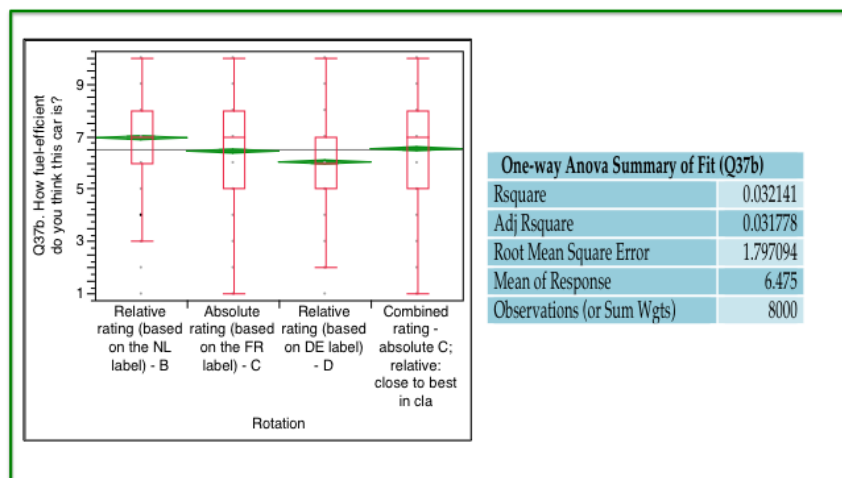 Q37b. How fuel-efficient
do you think this car is?
9
7
5
3
1
Relative
rating (based
on the NL
label) - B
Absolute
rating (based
on the FR
label) - C
Relative
rating (based
on DE label)
- D
Combined
rating -
absolute C;
relative:
close to best
in cla
Rotation
One-way Anova Summary of Fit (Q37b)
Rsquare 0.032141
Adj Rsquare 0.031778
Root Mean Square Error 1.797094
Mean of Response 6.475
Observations (or Sum Wgts) 8000